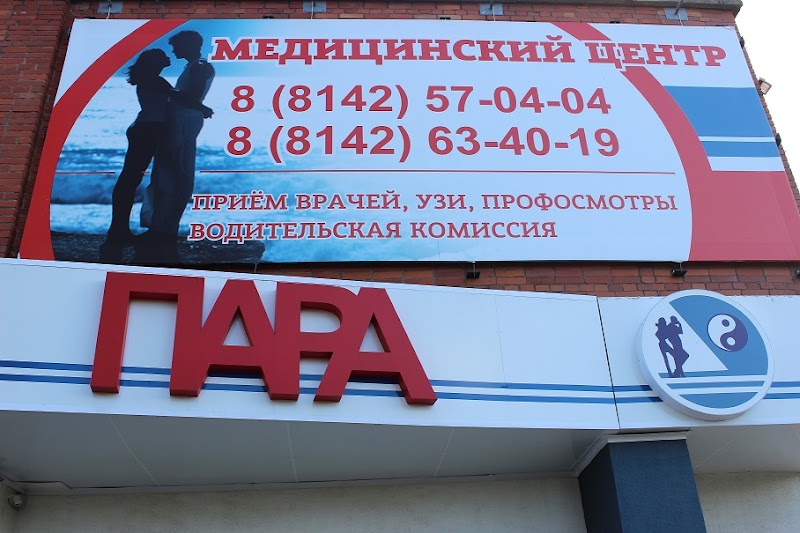 МЕДИЦИНСКИЙ ЦЕНТР
8 (8142) 57-04-04
8 (8142) 63-40-19
ПРИЁМ ВРАЧЕЙ, УЗИ, ПРОФОСМОТРЫ
ВОДИТЕЛЬСКАЯ КОМИССИЯ
ПАРА